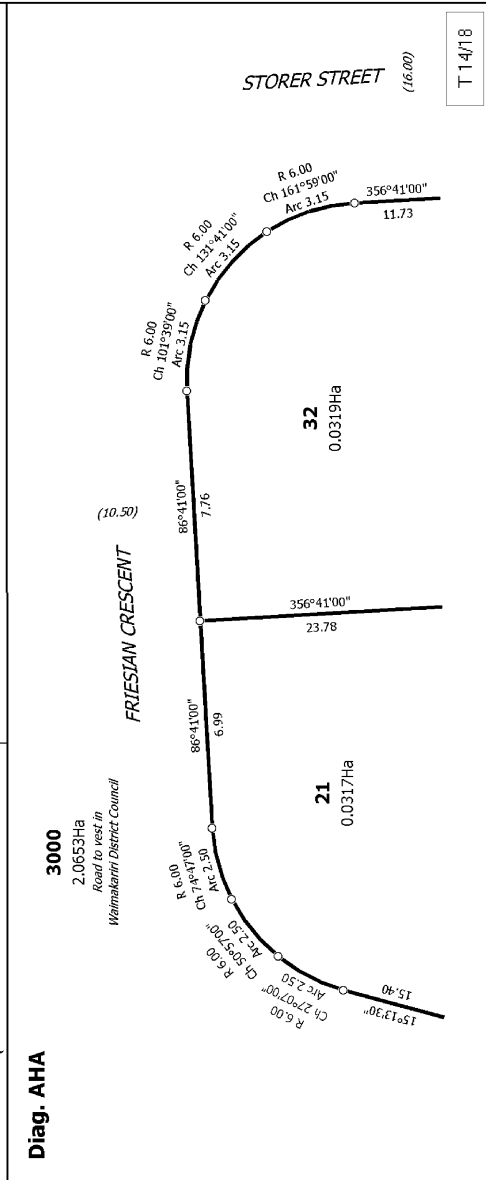 Diag. AHA
3000
2.0653Ha
Road to vest in
Waimakariri District Council
FRIESIAN CRESCENT
(10.50)
STORER STREET
(16.00)
T 14/18
15°13'30"
15.40
R 6.00
Ch 27°07'00"
Arc 2.50
R 6.00
Ch 50°57'00"
Arc 2.50
R 6.00
Ch 74°47'00"
Arc 2.50
86°41'00"
6.99
21
0.0317Ha
356°41'00"
23.78
86°41'00"
7.76
32
0.0319Ha
R 6.00
Ch 101°39'00"
Arc 3.15
R 6.00
Ch 131°41'00"
Arc 3.15
R 6.00
Ch 161°59'00"
Arc 3.15
356°41'00"
11.73